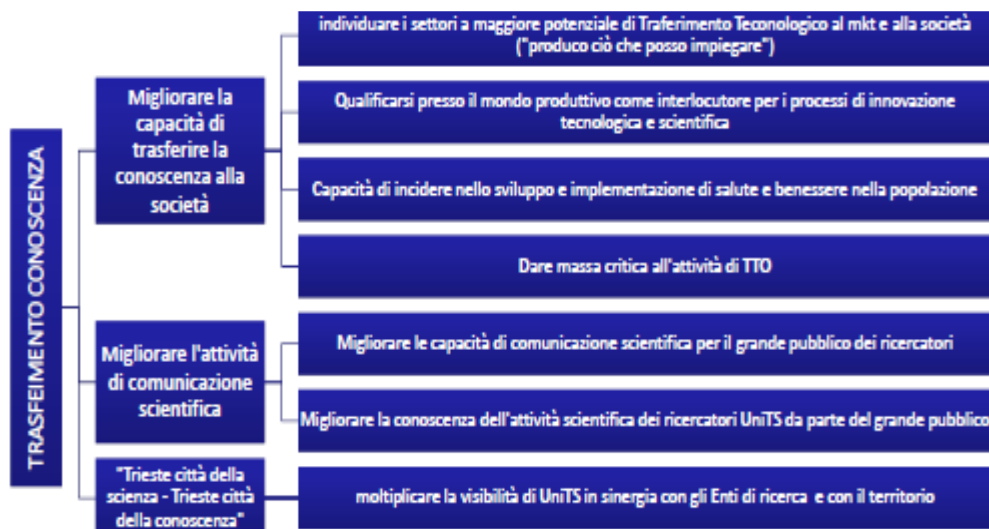 TRASFEIMENTO CONOSCENZA
Migliorare la
capacità di
trasferire la
conoscenza alla
società
individuare i settori a maggiore potenziale di Traferimento Teconologico al mkt e alla società
("produco ciò che posso impiegare")
Qualificarsi presso il mondo produttivo come interlocutore per i processi di innovazione
tecnologica e scientifica
Capacità di incidere nello sviluppo e implementazione di salute e benessere nella popolazione
Dare massa critica all'attività di TTO
Migliorare l'attività
di comunicazione
scientifica
Migliorare le capacità di comunicazione scientifica per il grande pubblico dei ricercatori
Migliorare la conoscenza dell'attività scientifica dei ricercatori UniTS da parte del grande pubblico
"Trieste città della
scienza - Trieste città
della conoscenza"
moltiplicare la visibilità di UniTS in sinergia con gli Enti di ricerca e con il territorio